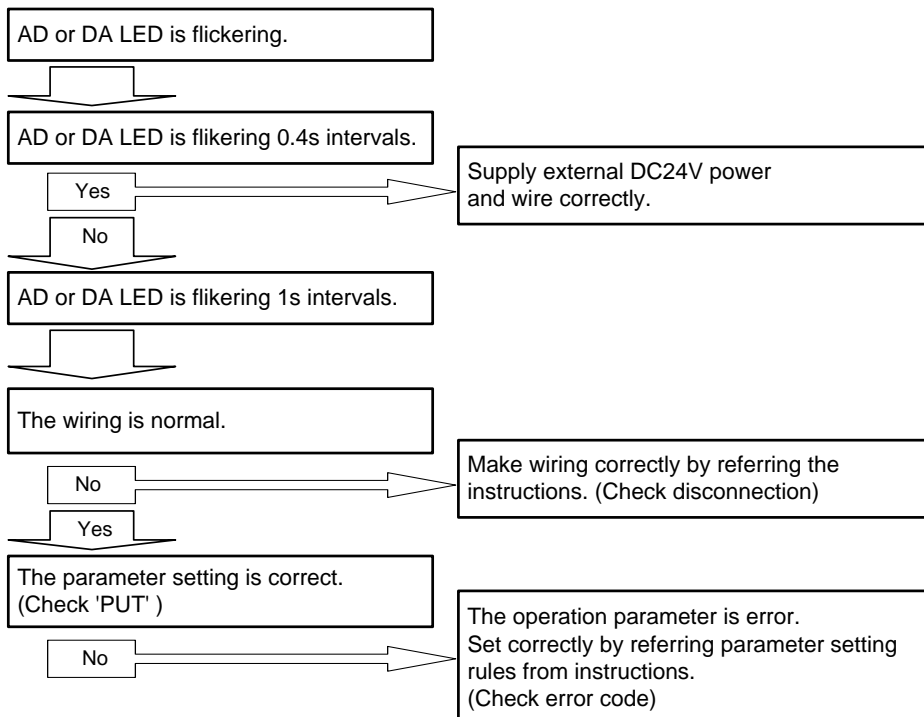 AD or DA LED is flickering.
AD or DA LED is flikering 0.4s intervals.
Yes
Supply external DC24V power
and wire correctly.
No
AD or DA LED is flikering 1s intervals.
The wiring is normal.
No
Make wiring correctly by referring the
instructions. (Check disconnection)
Yes
The parameter setting is correct.
(Check 'PUT' )
No
The operation parameter is error.
Set correctly by referring parameter setting
rules from instructions.
(Check error code)